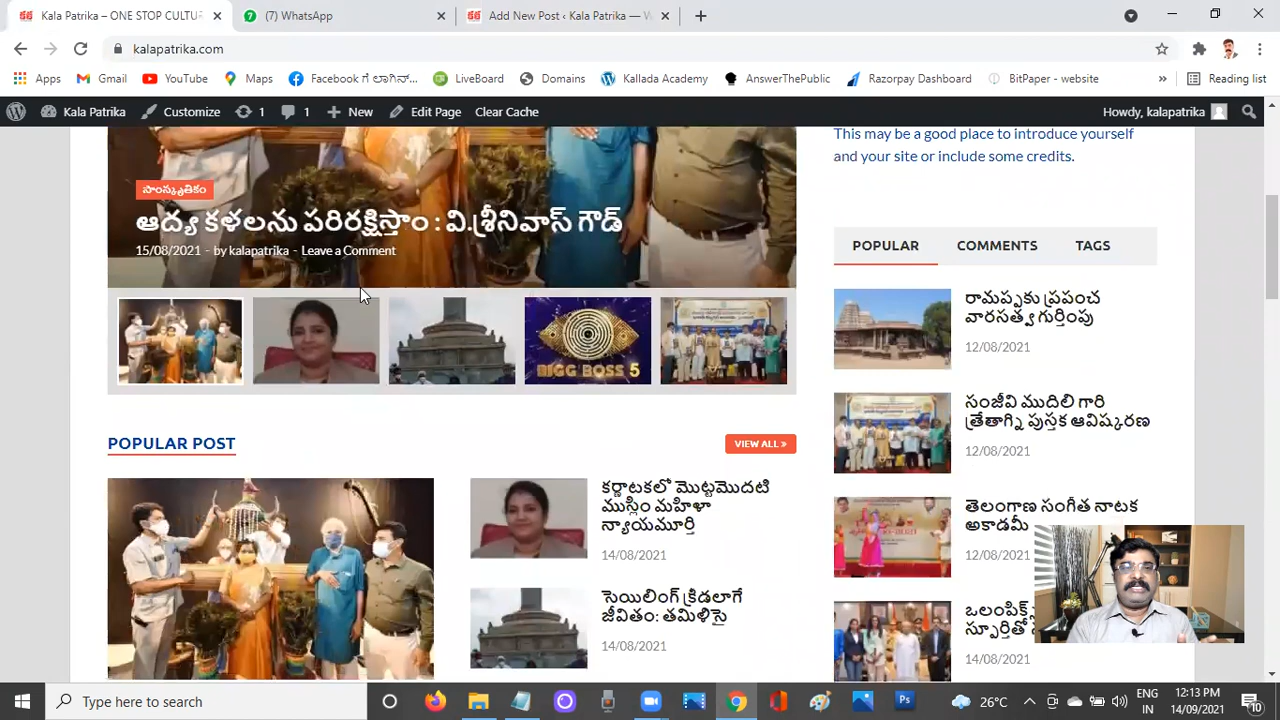 Kala Patrika – ONE STOP CULTU
(7) WhatsApp
Add New Post ‹ Kala Patrika — W
kalapatrika.com
Apps
Gmail
YouTube
Maps
Facebook ಗೆ ಲಾಗಿನ್...
LiveBoard
Domains
Kallada Academy
AnswerThePublic
Razorpay Dashboard
BitPaper - website
»
Reading list
Kala Patrika
Customize
1
1
New
Edit Page
Clear Cache
Howdy, kalapatrika
This may be a good place to introduce yourself
and your site or include some credits.
సాంస్కృతికం
ఆద్య కళలను పరిరక్షిస్తాం : వి.శ్రీనివాస్ గౌడ్
15/08/2021 - by kalapatrika - Leave a Comment
BIGG BOSS 5
POPULAR
COMMENTS
TAGS
రామప్పకు ప్రపంచ
వారసత్వ గుర్తింపు
12/08/2021
సంజీవి ముదిలి గారి
త్రేతాగ్ని పుస్తక ఆవిష్కరణ
12/08/2021
తెలంగాణ సంగీత నాటక
అకాడమీ
12/08/2021
14/08/2021
POPULAR POST
VIEW ALL »
కర్ణాటకలో మొట్టమొదటి
ముస్లిం మహిళా
న్యాయమూర్తి
14/08/2021
సెయిలింగ్ క్రీడలాగే
జీవితం: తమిళిసై
14/08/2021
Type here to search
26°C
ENG
IN
12:13 PM
14/09/2021
10